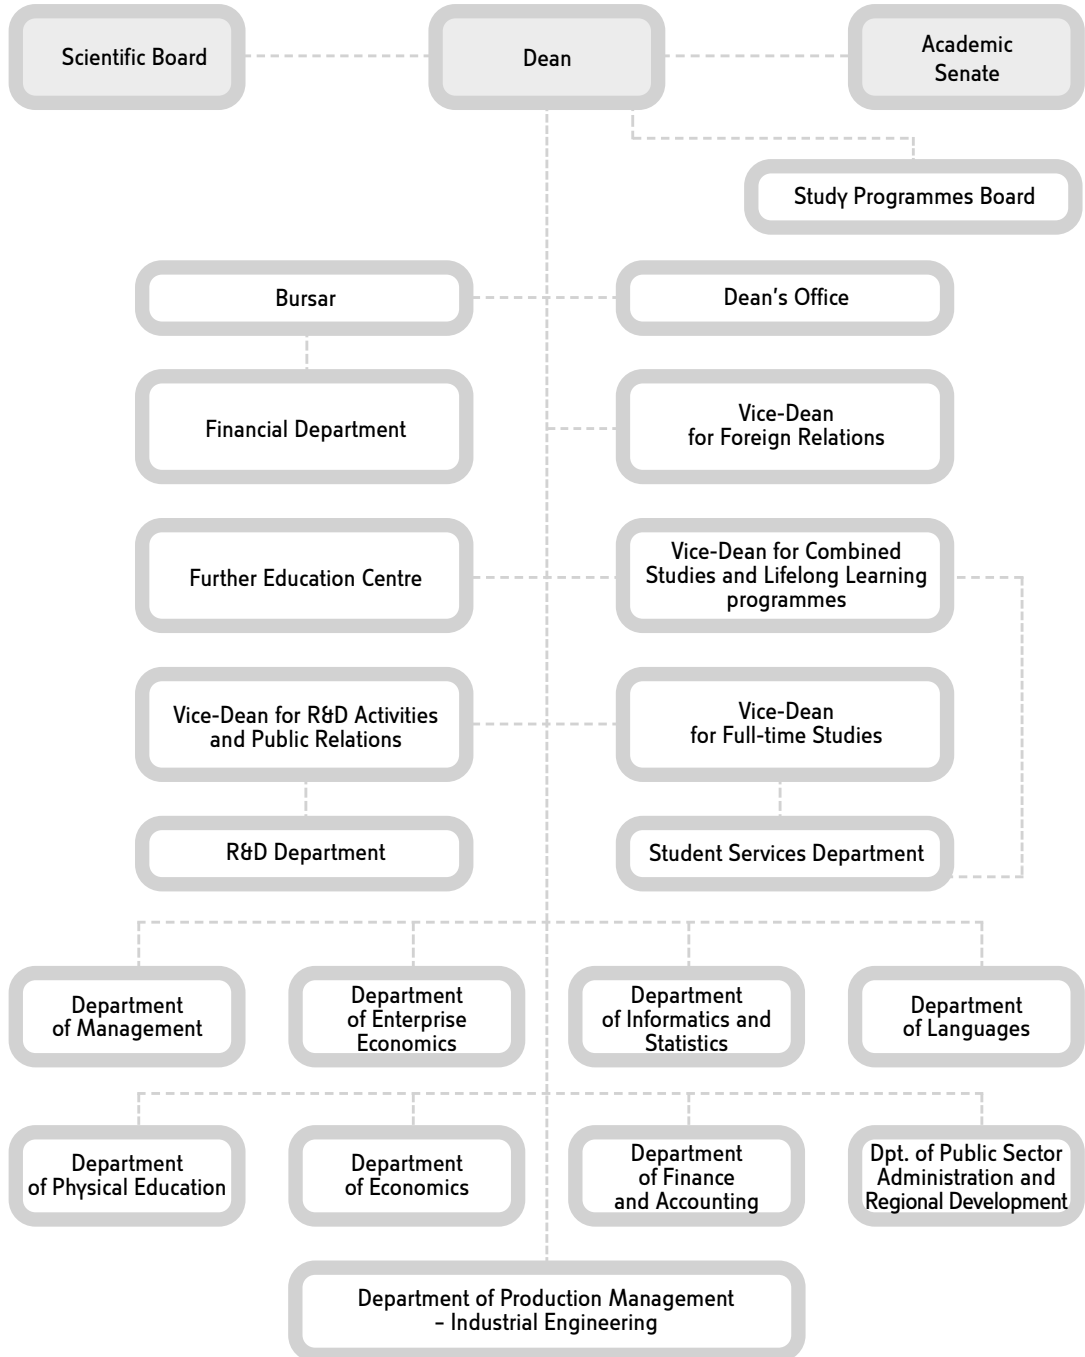 Scientific Board
Dean
Academic
Senate
Study Programmes Board
Bursar
Dean's Office
Financial Department
Vice-Dean
for Foreign Relations
Further Education Centre
Vice-Dean for Combined
Studies and Lifelong Learning
programmes
Vice-Dean for R&D Activities
and Public Relations
Vice-Dean
for Full-time Studies
R&D Department
Student Services Department
Department
of Management
Department
of Enterprise
Economics
Department
of Informatics and
Statistics
Department
of Languages
Department
of Physical Education
Department
of Economics
Department
of Finance
and Accounting
Dpt. of Public Sector
Administration and
Regional Development
Department of Production Management
– Industrial Engineering